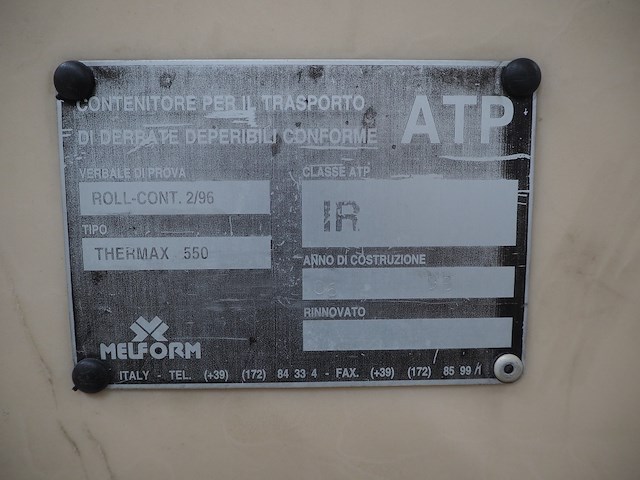 CONTENITORE PER IL TRASPORTO
DI DERRATE DEPERIBILI CONFORME
ATP
VERBALE DI PROVA
ROLL-CONT. 2/96
TIPO
THERMAX 550
CLASSE ATP
IR
ANNO DI COSTRUZIONE
RINNOVATO
MELFORM
ITALY - TEL. (+39) (172) 84 33 4 - FAX. (+39) (172) 85 99 1